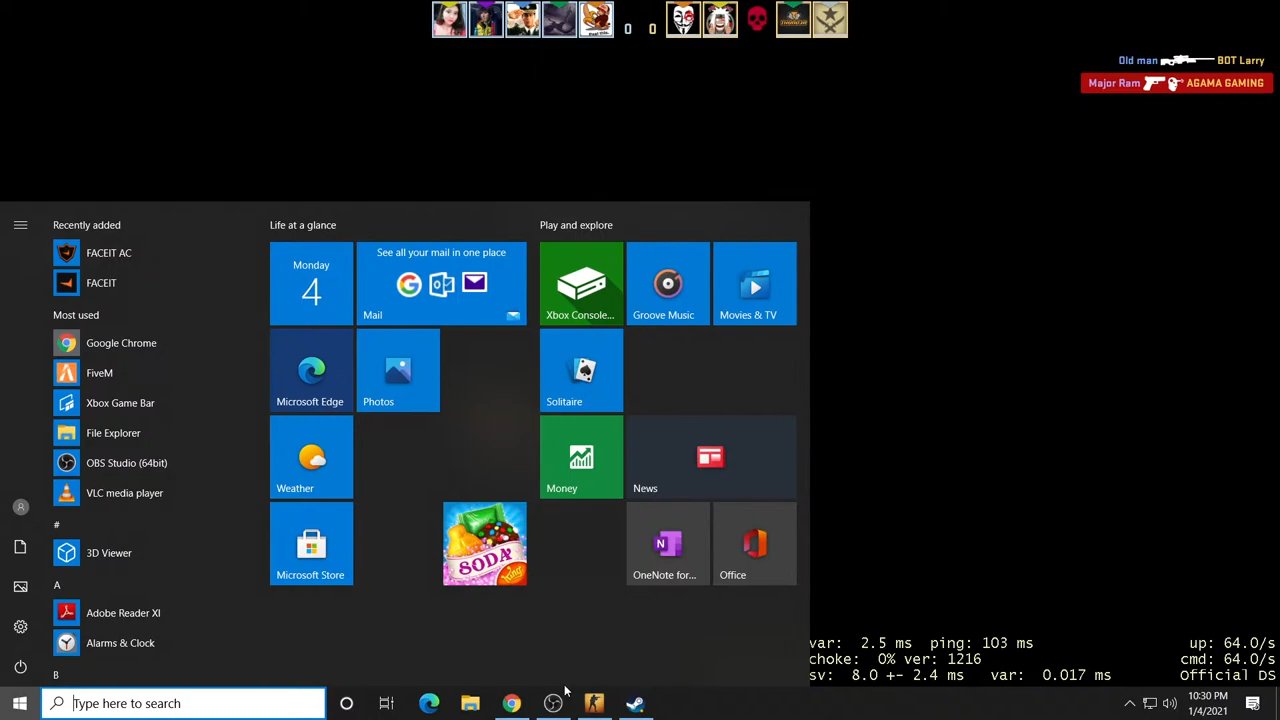 0 0
Old man BOT Larry
Major Ram AGAMA GAMING
Recently added
FACEIT AC
FACEIT
Most used
Google Chrome
FiveM
Xbox Game Bar
File Explorer
OBS Studio (64bit)
VLC media player
#
3D Viewer
A
Adobe Reader XI
Alarms & Clock
B
Life at a glance
Monday
4
See all your mail in one place
Mail
Microsoft Edge
Photos
Weather
Microsoft Store
SODA
King
Play and explore
Xbox Console...
Groove Music
Movies & TV
Solitaire
Money
News
OneNote for...
Office
var: 2.5 ms ping: 103 ms up: 64.0/s
choke: 0% ver: 1216 cmd: 64.0/s
sv: 8.0 +- 2.4 ms var: 0.017 ms Official DS
Type here to search
10:30 PM
1/4/2021